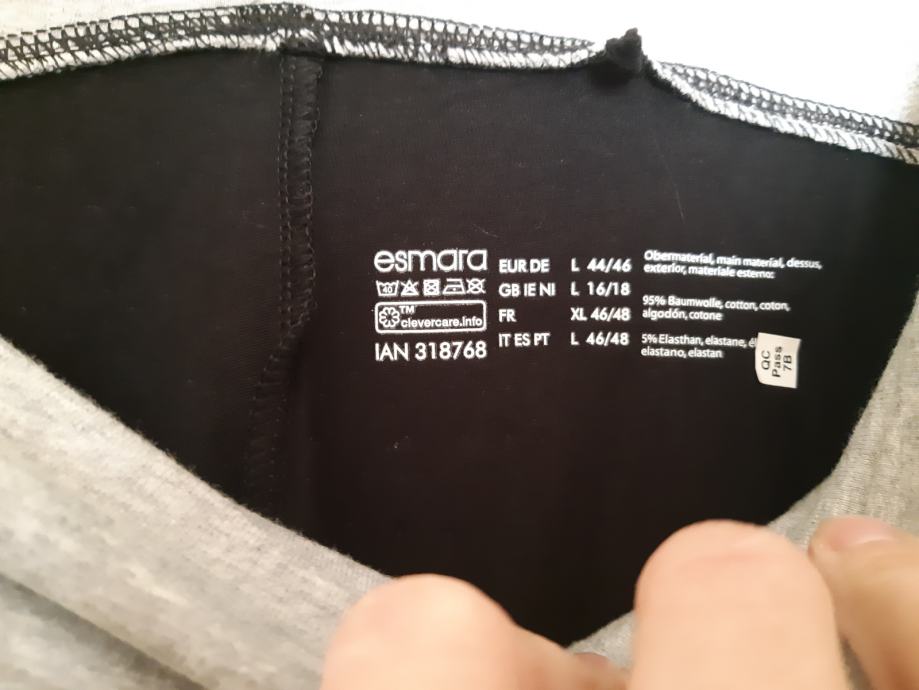 esmara
40
TM
clevercare.info
IAN 318768
EUR DE L 44/46
GB IE NI L 16/18
FR XL 46/48
IT ES PT L 46/48
Obermaterial, main material, dessus,
exterior, materiale esterno:
95% Baumwolle, cotton, coton,
algodón, cotone
5% Elasthan, elastane,
elastano, elastan
QC
Pass
7B